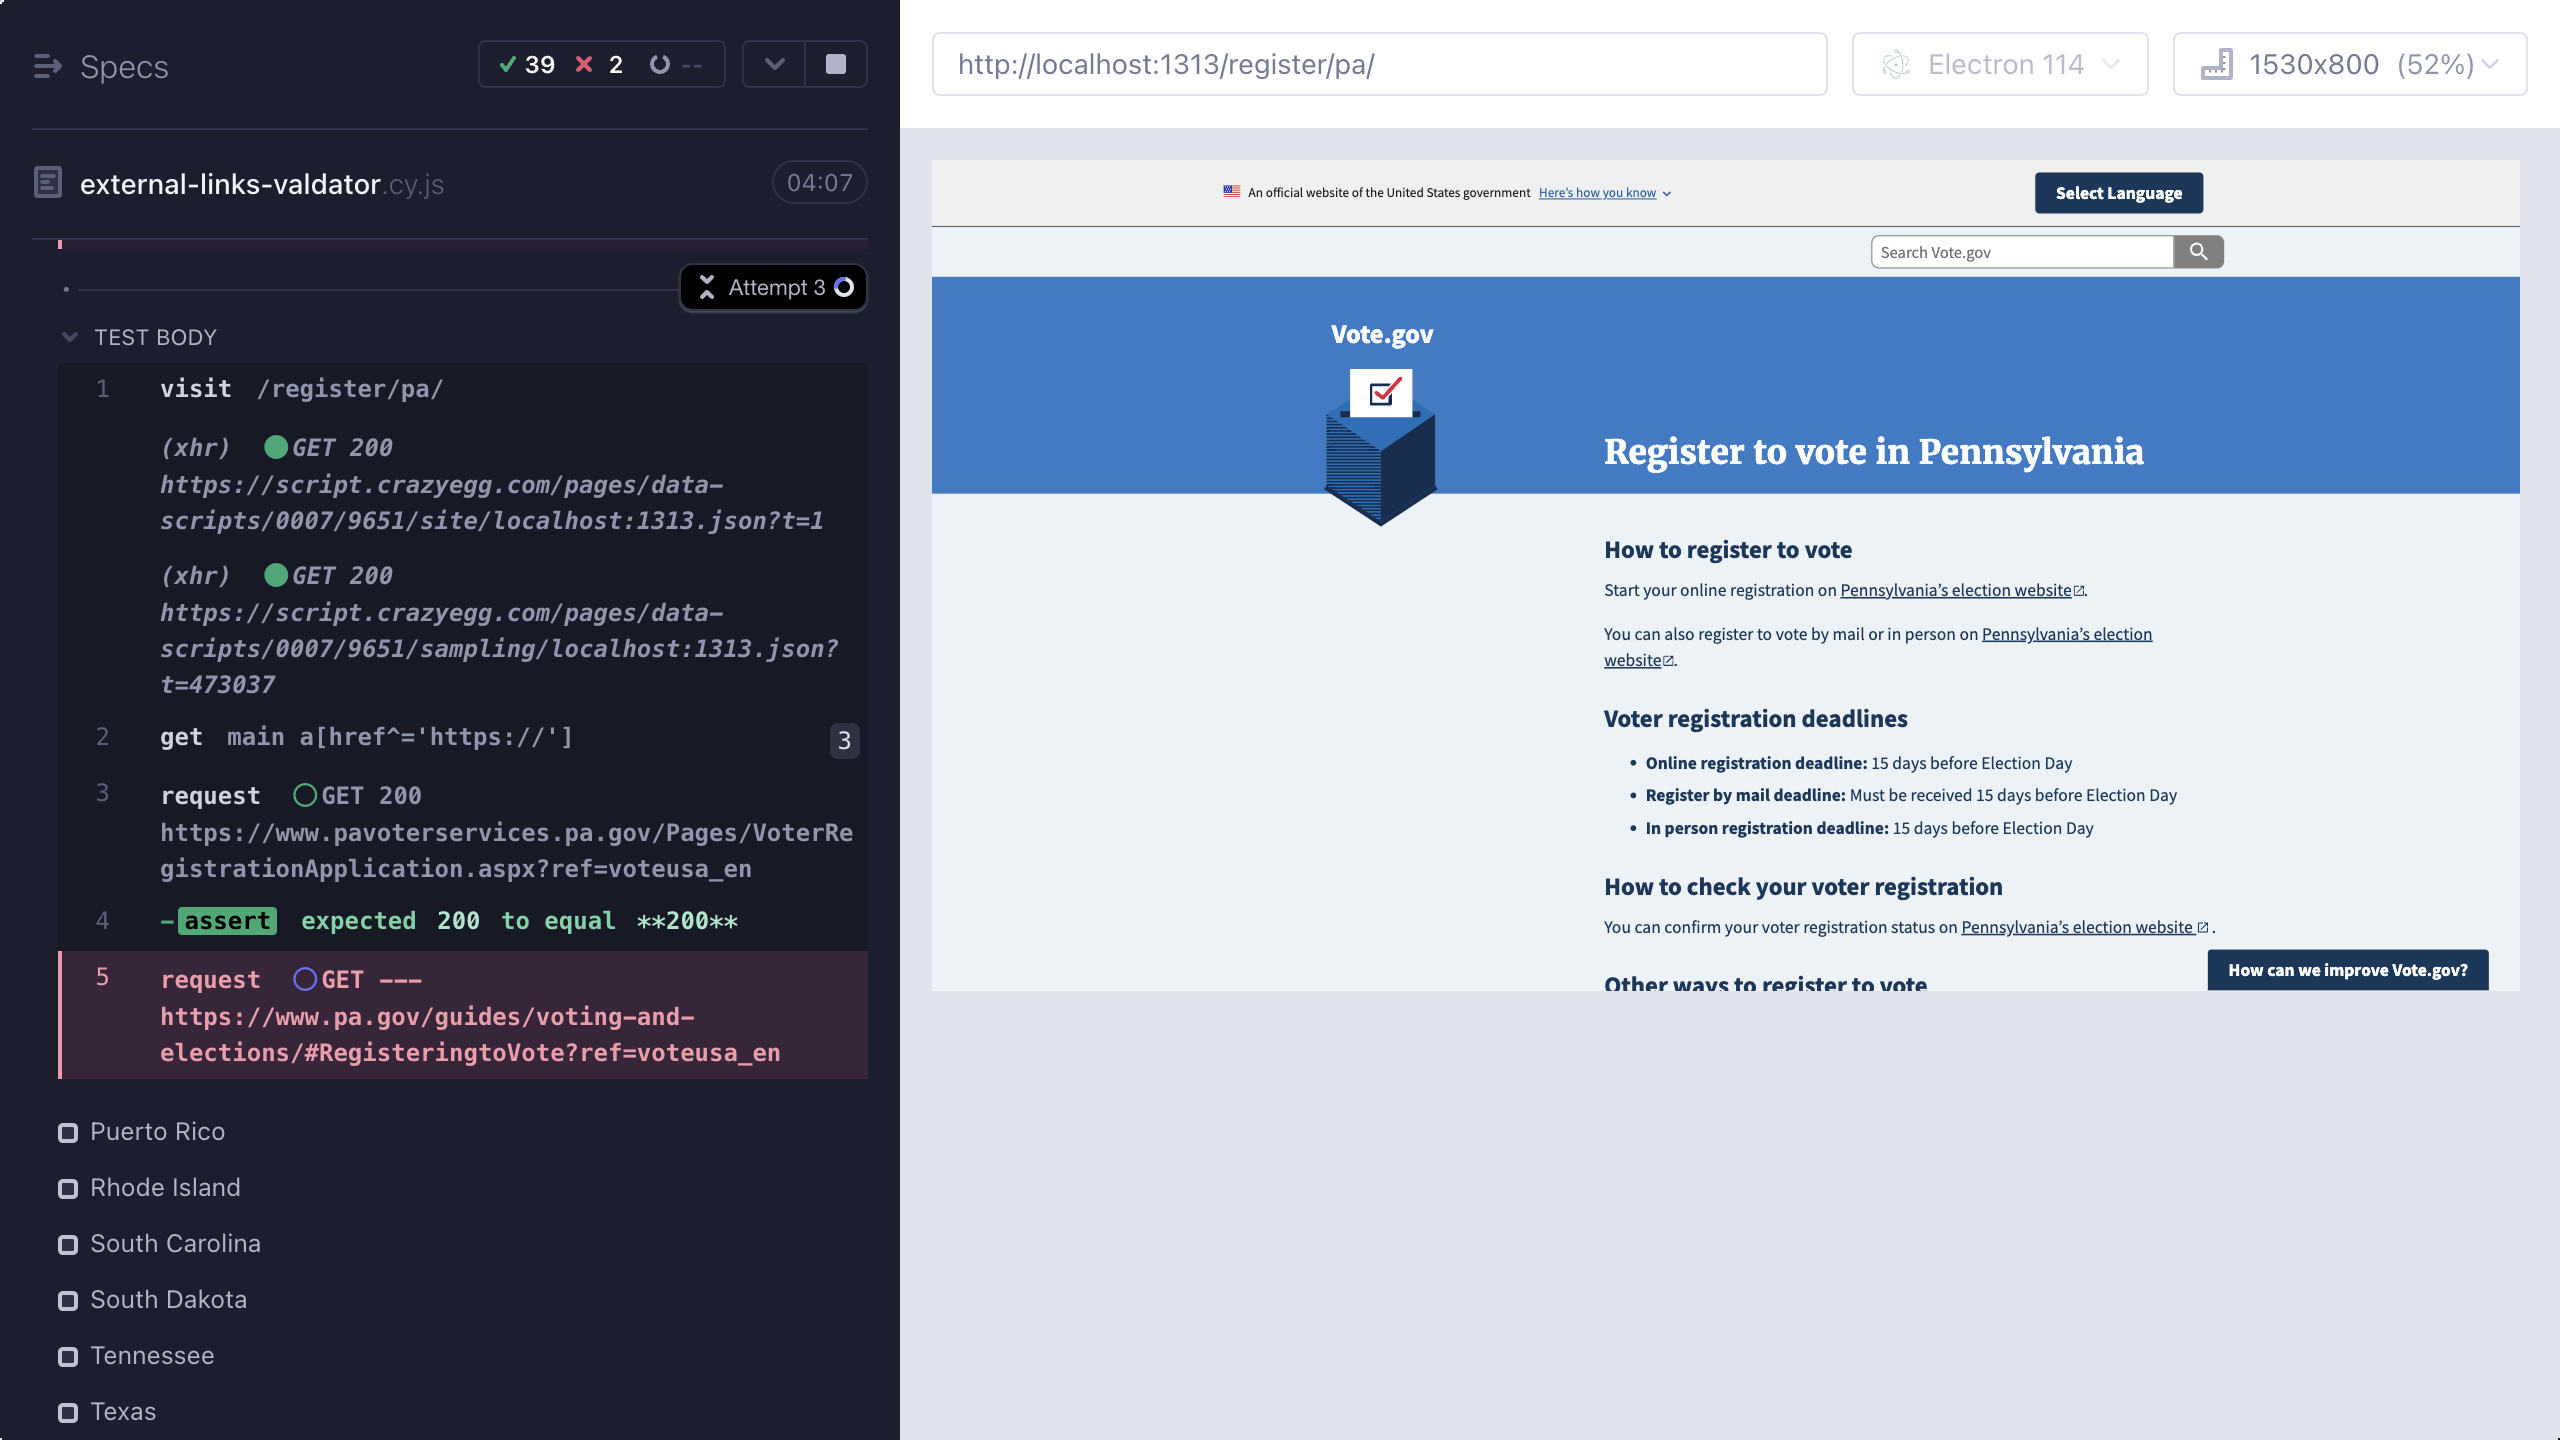 Specs
39 2 --
external-links-valdator.cy.js
04:07
Attempt 3
TEST BODY
1 visit /register/pa/
(xhr) GET 200
https://script.crazyegg.com/pages/data-
scripts/0007/9651/site/localhost:1313.json?t=1
(xhr) GET 200
https://script.crazyegg.com/pages/data-
scripts/0007/9651/sampling/localhost:1313.json?
t=473037
2 get main a[href^='https://'] 3
3 request GET 200
https://www.pavoterservices.pa.gov/Pages/VoterRe
gistrationApplication.aspx?ref=voteusa_en
4 -assert expected 200 to equal **200**
5 request GET ---
https://www.pa.gov/guides/voting-and-
elections/#RegisteringtoVote?ref=voteusa_en
Puerto Rico
Rhode Island
South Carolina
South Dakota
Tennessee
Texas
http://localhost:1313/register/pa/
Electron 114
1530x800 (52%)
An official website of the United States government Here’s how you know
Select Language
Search Vote.gov
Vote.gov
Register to vote in Pennsylvania
How to register to vote
Start your online registration on Pennsylvania’s election website.
You can also register to vote by mail or in person on Pennsylvania’s election
website.
Voter registration deadlines
• Online registration deadline: 15 days before Election Day
• Register by mail deadline: Must be received 15 days before Election Day
• In person registration deadline: 15 days before Election Day
How to check your voter registration
You can confirm your voter registration status on Pennsylvania’s election website .
Other ways to register to vote
How can we improve Vote.gov?